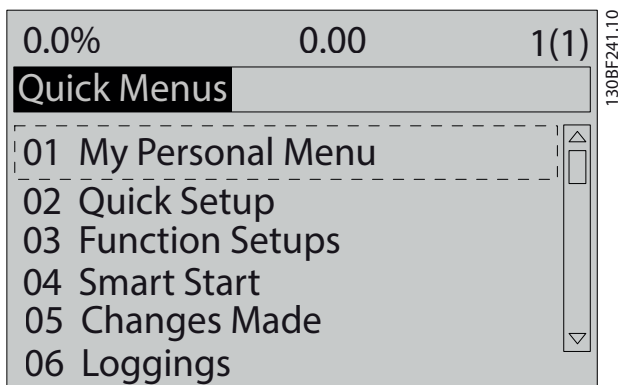 0.0% 0.00 1(1)
Quick Menus
01 My Personal Menu
02 Quick Setup
03 Function Setups
04 Smart Start
05 Changes Made
06 Loggings
130BF241.10